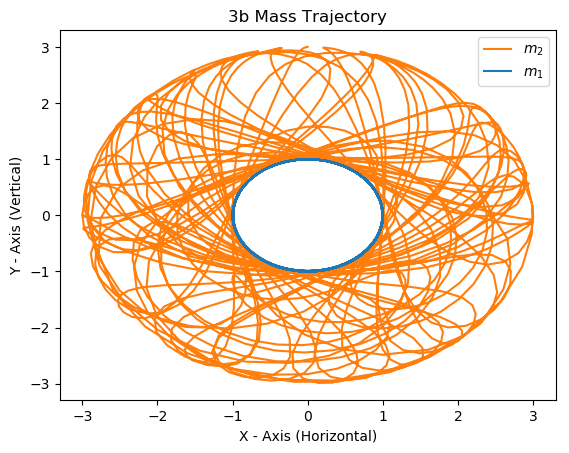 3b Mass Trajectory
m₂
m₁
Y - Axis (Vertical)
3
2
1
0
−1
−2
−3
−3 −2 −1 0 1 2 3
X - Axis (Horizontal)